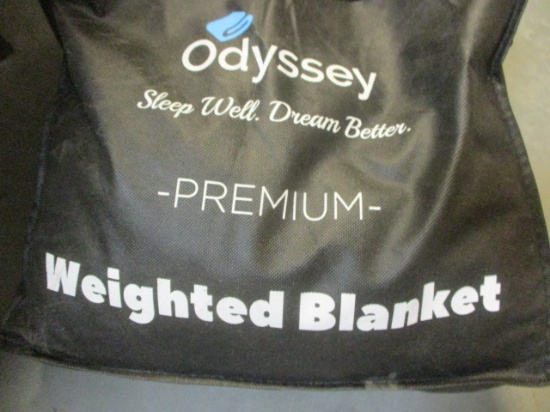 Odyssey
Sleep Well. Dream Better.
-PREMIUM-
Weighted Blanket